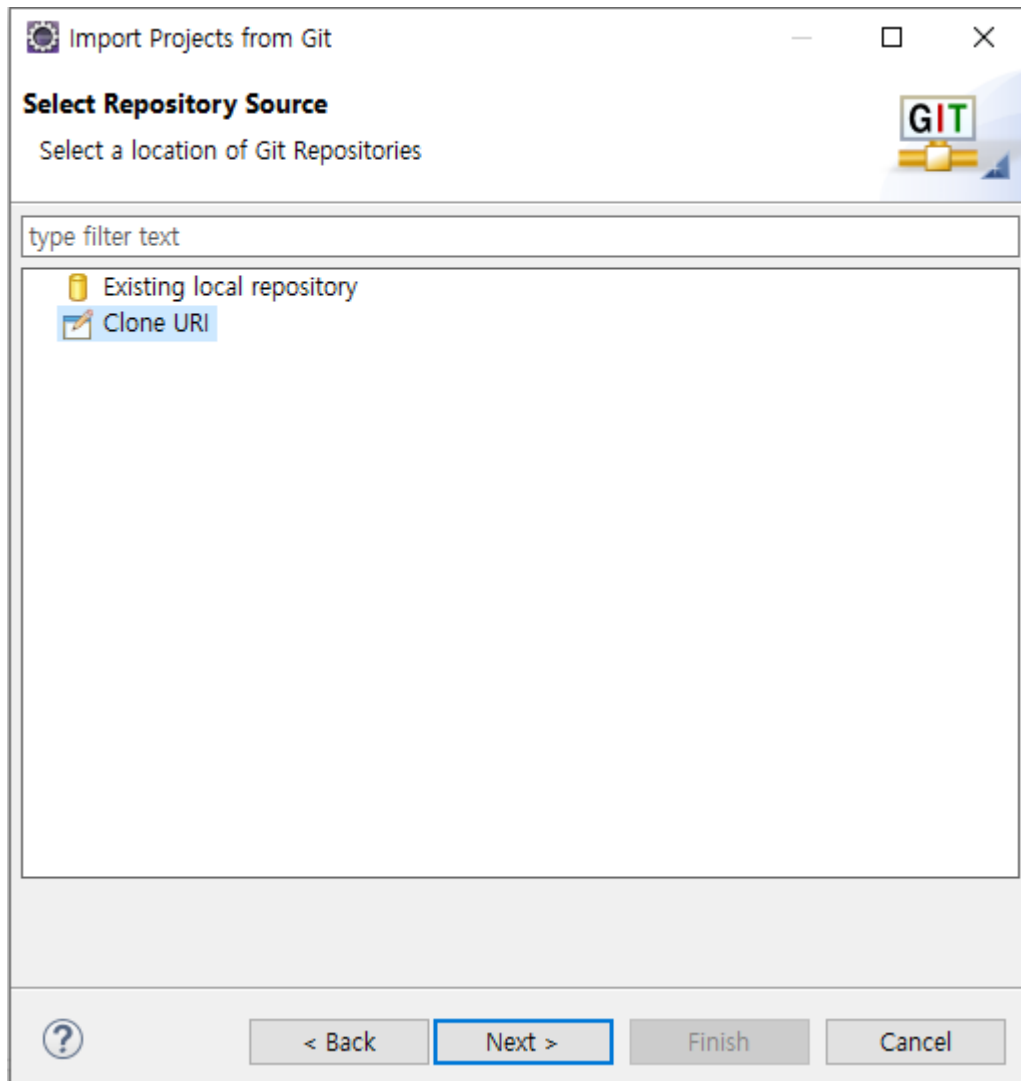 Import Projects from Git
Select Repository Source
Select a location of Git Repositories
GIT
type filter text
Existing local repository
Clone URI
?
< Back
Next >
Finish
Cancel